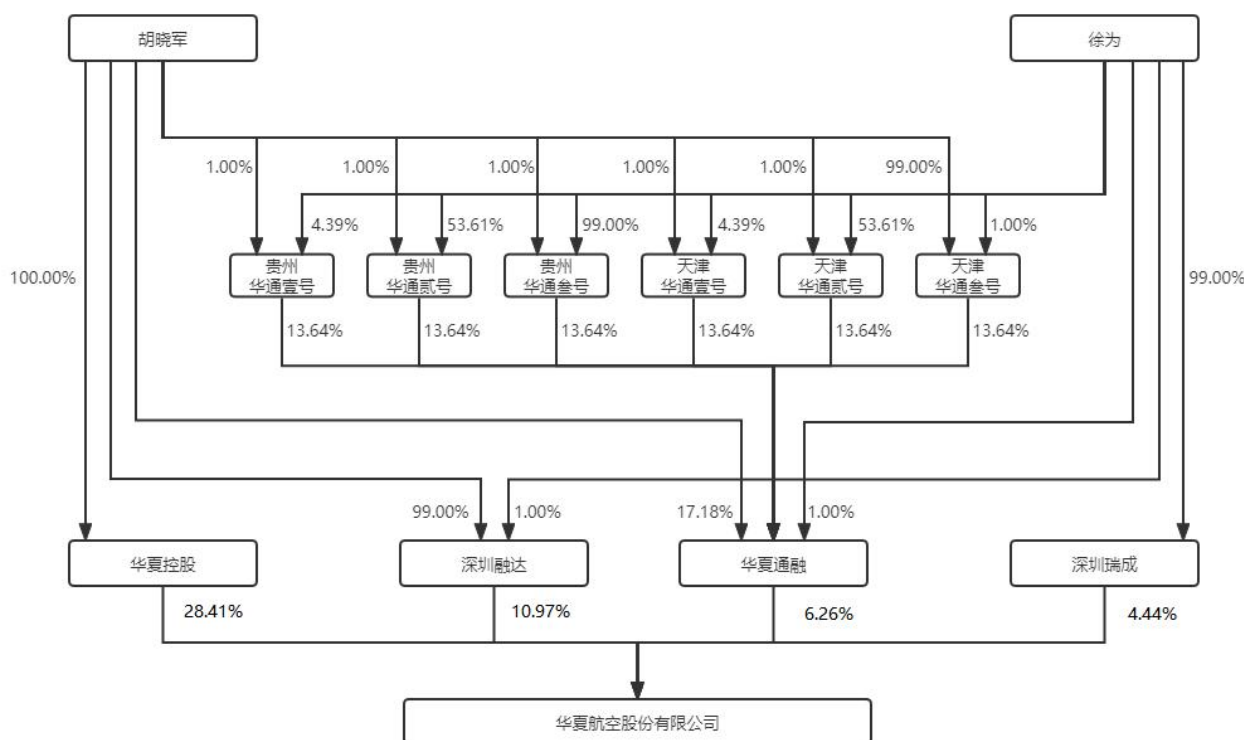 胡晓军
徐为
1.00%
1.00%
1.00%
1.00%
1.00%
99.00%
4.39%
53.61%
99.00%
4.39%
53.61%
1.00%
贵州
华通壹号
贵州
华通贰号
贵州
华通叁号
天津
华通壹号
天津
华通贰号
天津
华通叁号
100.00%
99.00%
13.64%
13.64%
13.64%
13.64%
13.64%
13.64%
99.00%
1.00%
17.18%
1.00%
华夏控股
深圳融达
华夏通融
深圳瑞成
28.41%
10.97%
6.26%
4.44%
华夏航空股份有限公司